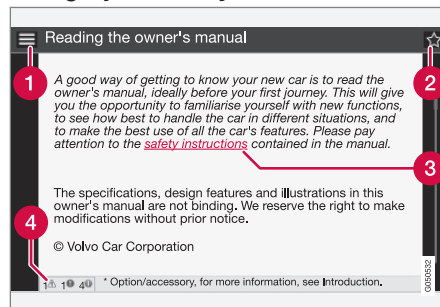 Reading the owner's manual
1
2
A good way of getting to know your new car is to read the
owner's manual, ideally before your first journey. This will give
you the opportunity to familiarise yourself with new functions,
to see how best to handle the car in different situations, and
to make the best use of all the car's features. Please pay
attention to the safety instructions contained in the manual.
3
The specifications, design features and illustrations in this
owner's manual are not binding. We reserve the right to make
modifications without prior notice.
4
© Volvo Car Corporation
1 1 4 * Option/accessory, for more information, see Introduction.
G050532